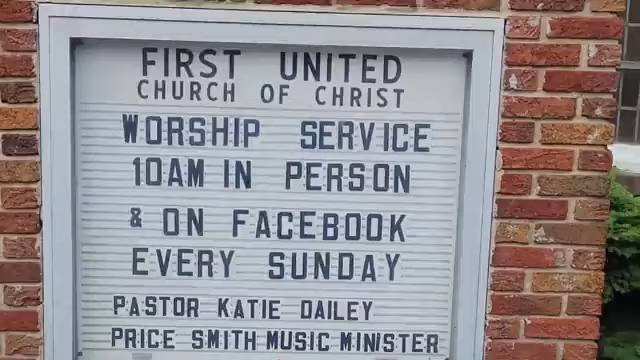 FIRST UNITED
CHURCH OF CHRIST
WORSHIP SERVICE
10AM IN PERSON
& ON FACEBOOK
EVERY SUNDAY
PASTOR KATIE DAILEY
PRICE SMITH MUSIC MINISTER